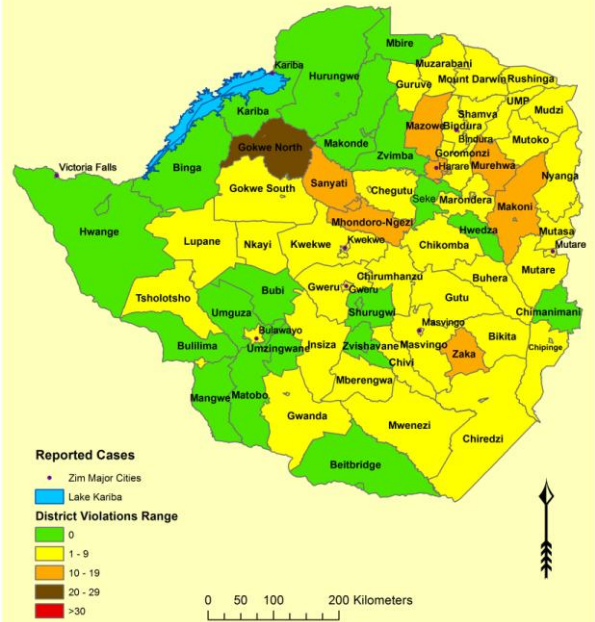 Mbire
Kariba
Muzarabani
Hurungwe
Guruve
Mount Darwin
Rushinga
UMP
Kariba
Mazowe
Shamva
Bindura
Mudzi
Bindura
Gokwe North
Makonde
Zvimba
Mutoko
Goromonzi
Harare
Murehwa
Victoria Falls
Binga
Sanyati
Nyanga
Gokwe South
Chegutu
Seke
Marondera
Makoni
Mhondoro-Ngezi
Hwange
Hwedza
Mutasa
Lupane
Nkayi
Kwekwe
Kwekwe
Chikomba
Mutare
Mutare
Buhera
Tsholotsho
Bubi
Gweru
Gweru
Chirumhanzu
Gutu
Umguza
Shurugwi
Chimanimani
Bulawayo
Masvingo
Bulilima
Umzingwane
Insiza
Zvishavane
Masvingo
Bikita
Chipinge
Zaka
Chivi
Mberengwa
Mangwe
Matobo
Gwanda
Mwenezi
Chiredzi
Beitbridge
Reported Cases
Zim Major Cities
Lake Kariba
District Violations Range
0
1 - 9
10 - 19
20 - 29
>30
0 50 100 200 Kilometers